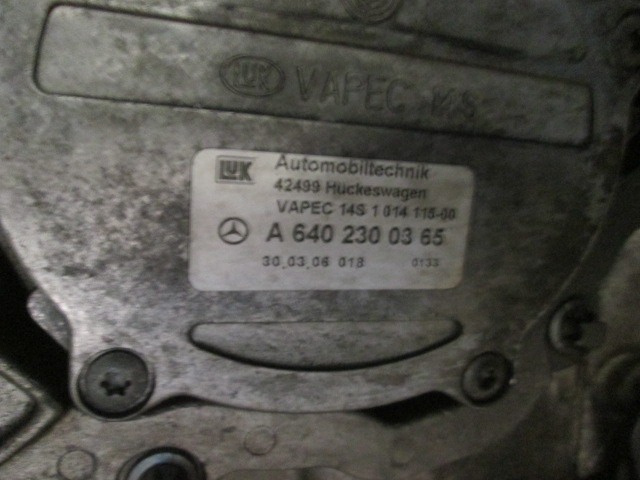 LUK VAPEC 14S
LUK Automobiltechnik
42499 Hückeswagen
VAPEC 14S 1 014 115-00
A 640 230 03 65
30.03.06 018 0133